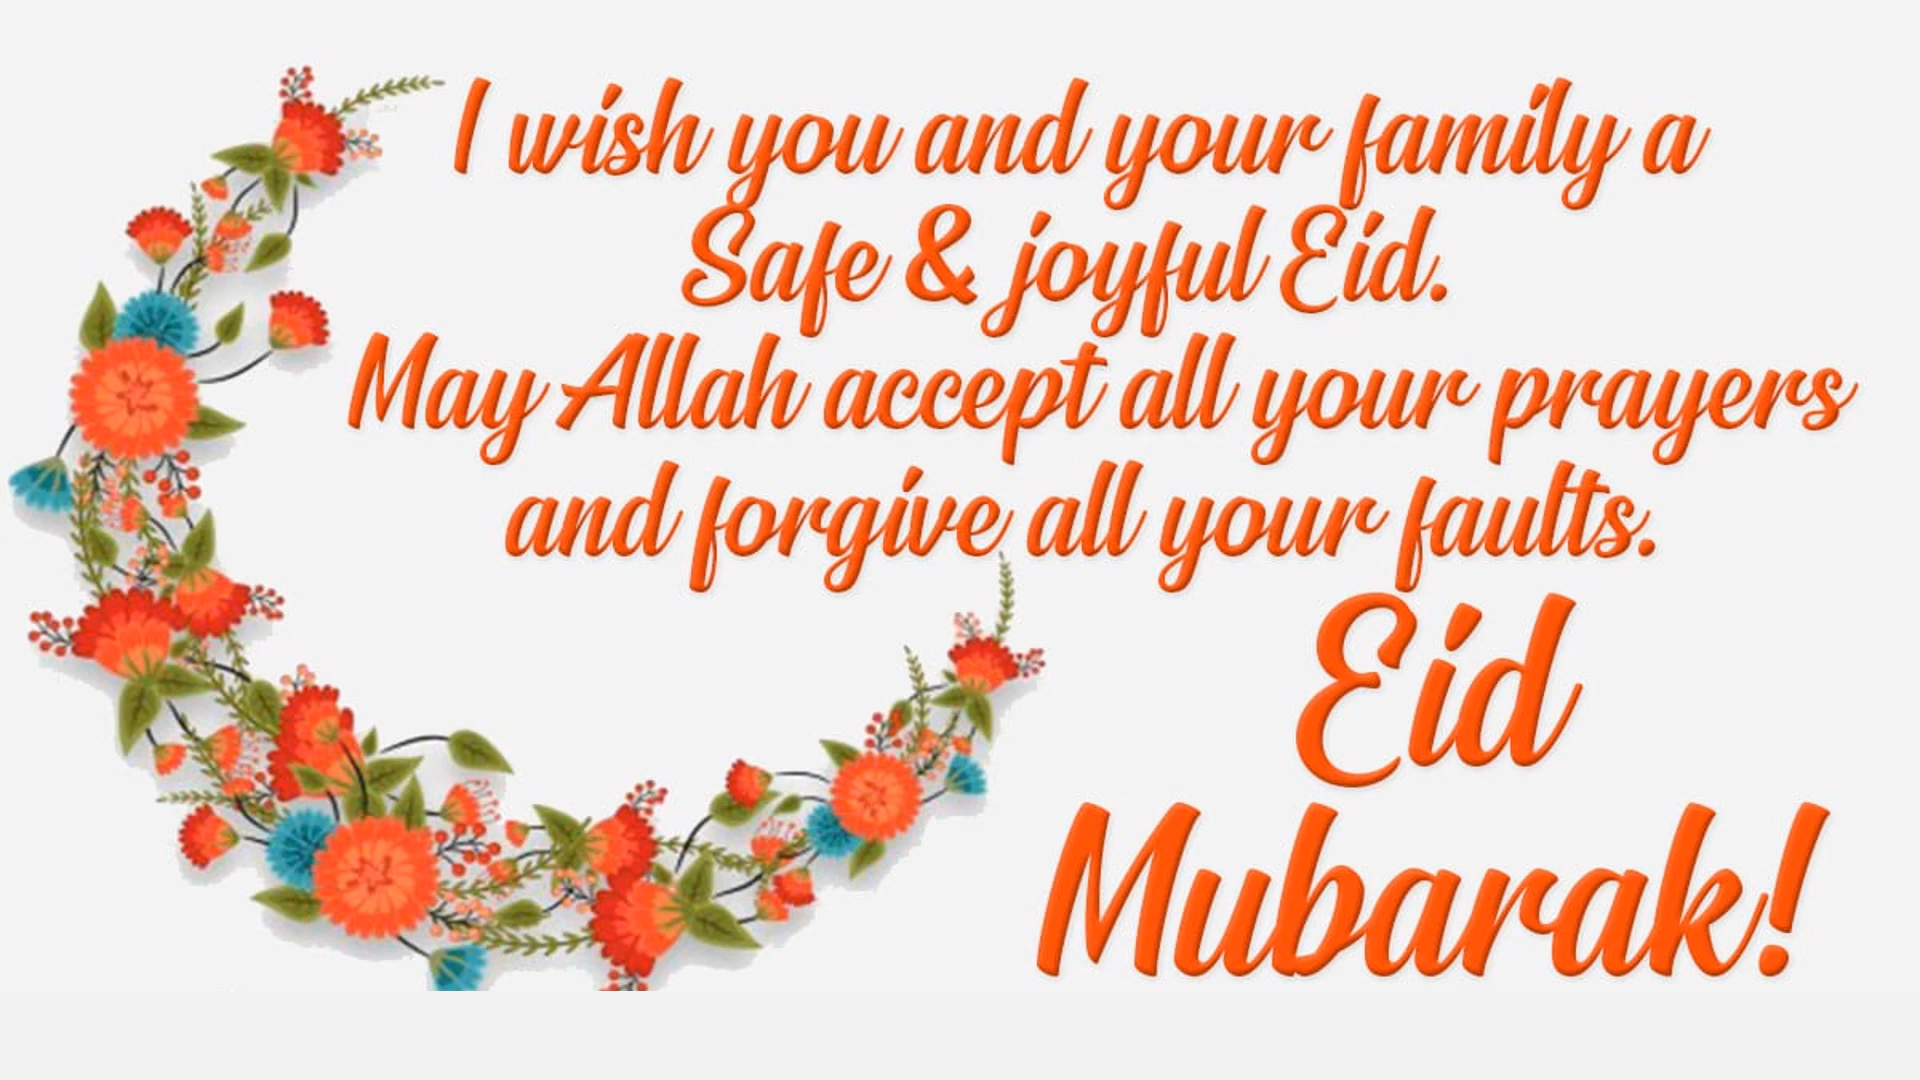 I wish you and your family a
Safe & joyful Eid.
May Allah accept all your prayers
and forgive all your faults.
Eid
Mubarak!